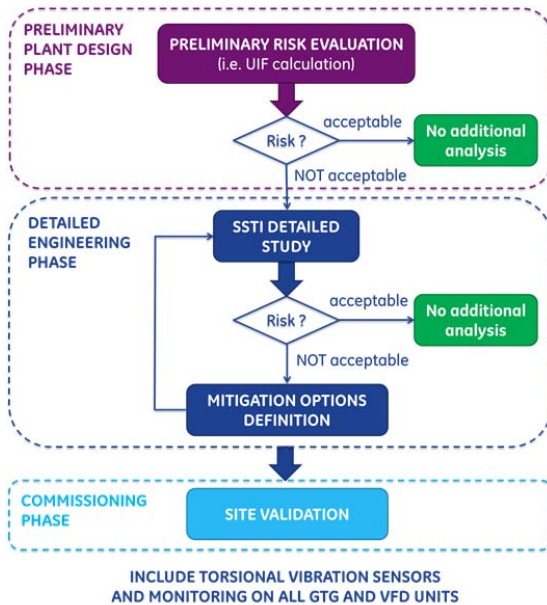 PRELIMINARY
PLANT DESIGN
PHASE
PRELIMINARY RISK EVALUATION
(i.e. UIF calculation)
Risk ?
acceptable
No additional
analysis
NOT acceptable
DETAILED
ENGINEERING
PHASE
SSTI DETAILED
STUDY
Risk ?
acceptable
No additional
analysis
NOT acceptable
MITIGATION OPTIONS
DEFINITION
COMMISSIONING
PHASE
SITE VALIDATION
INCLUDE TORSIONAL VIBRATION SENSORS
AND MONITORING ON ALL GTG AND VFD UNITS